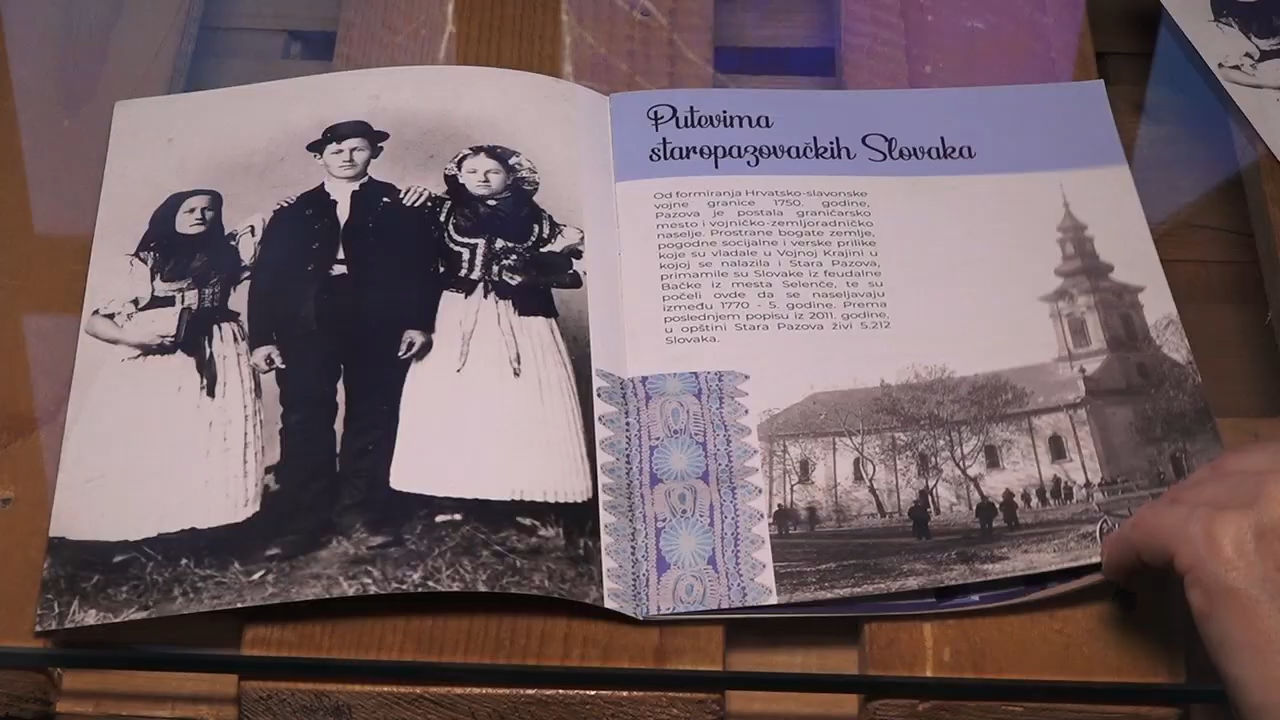 Putevima
staropazovačkih Slovaka
Od formiranja Hrvatsko-slavonske
vojne granice 1750. godine,
Pazova je postala graničarsko
mesto i vojničko-zemljoradničko
naselje. Prostrane bogate zemlje,
pogodne socijalne i verske prilike
koje su vladale u Vojnoj Krajini u
kojoj se nalazila i Stara Pazova,
primamile su Slovake iz feudalne
Bačke iz mesta Selenče, te su
počeli ovde da se naseljavaju
između 1770 - 5. godine. Prema
poslednjem popisu iz 2011. godine,
u opštini Stara Pazova živi 5.212
Slovaka.